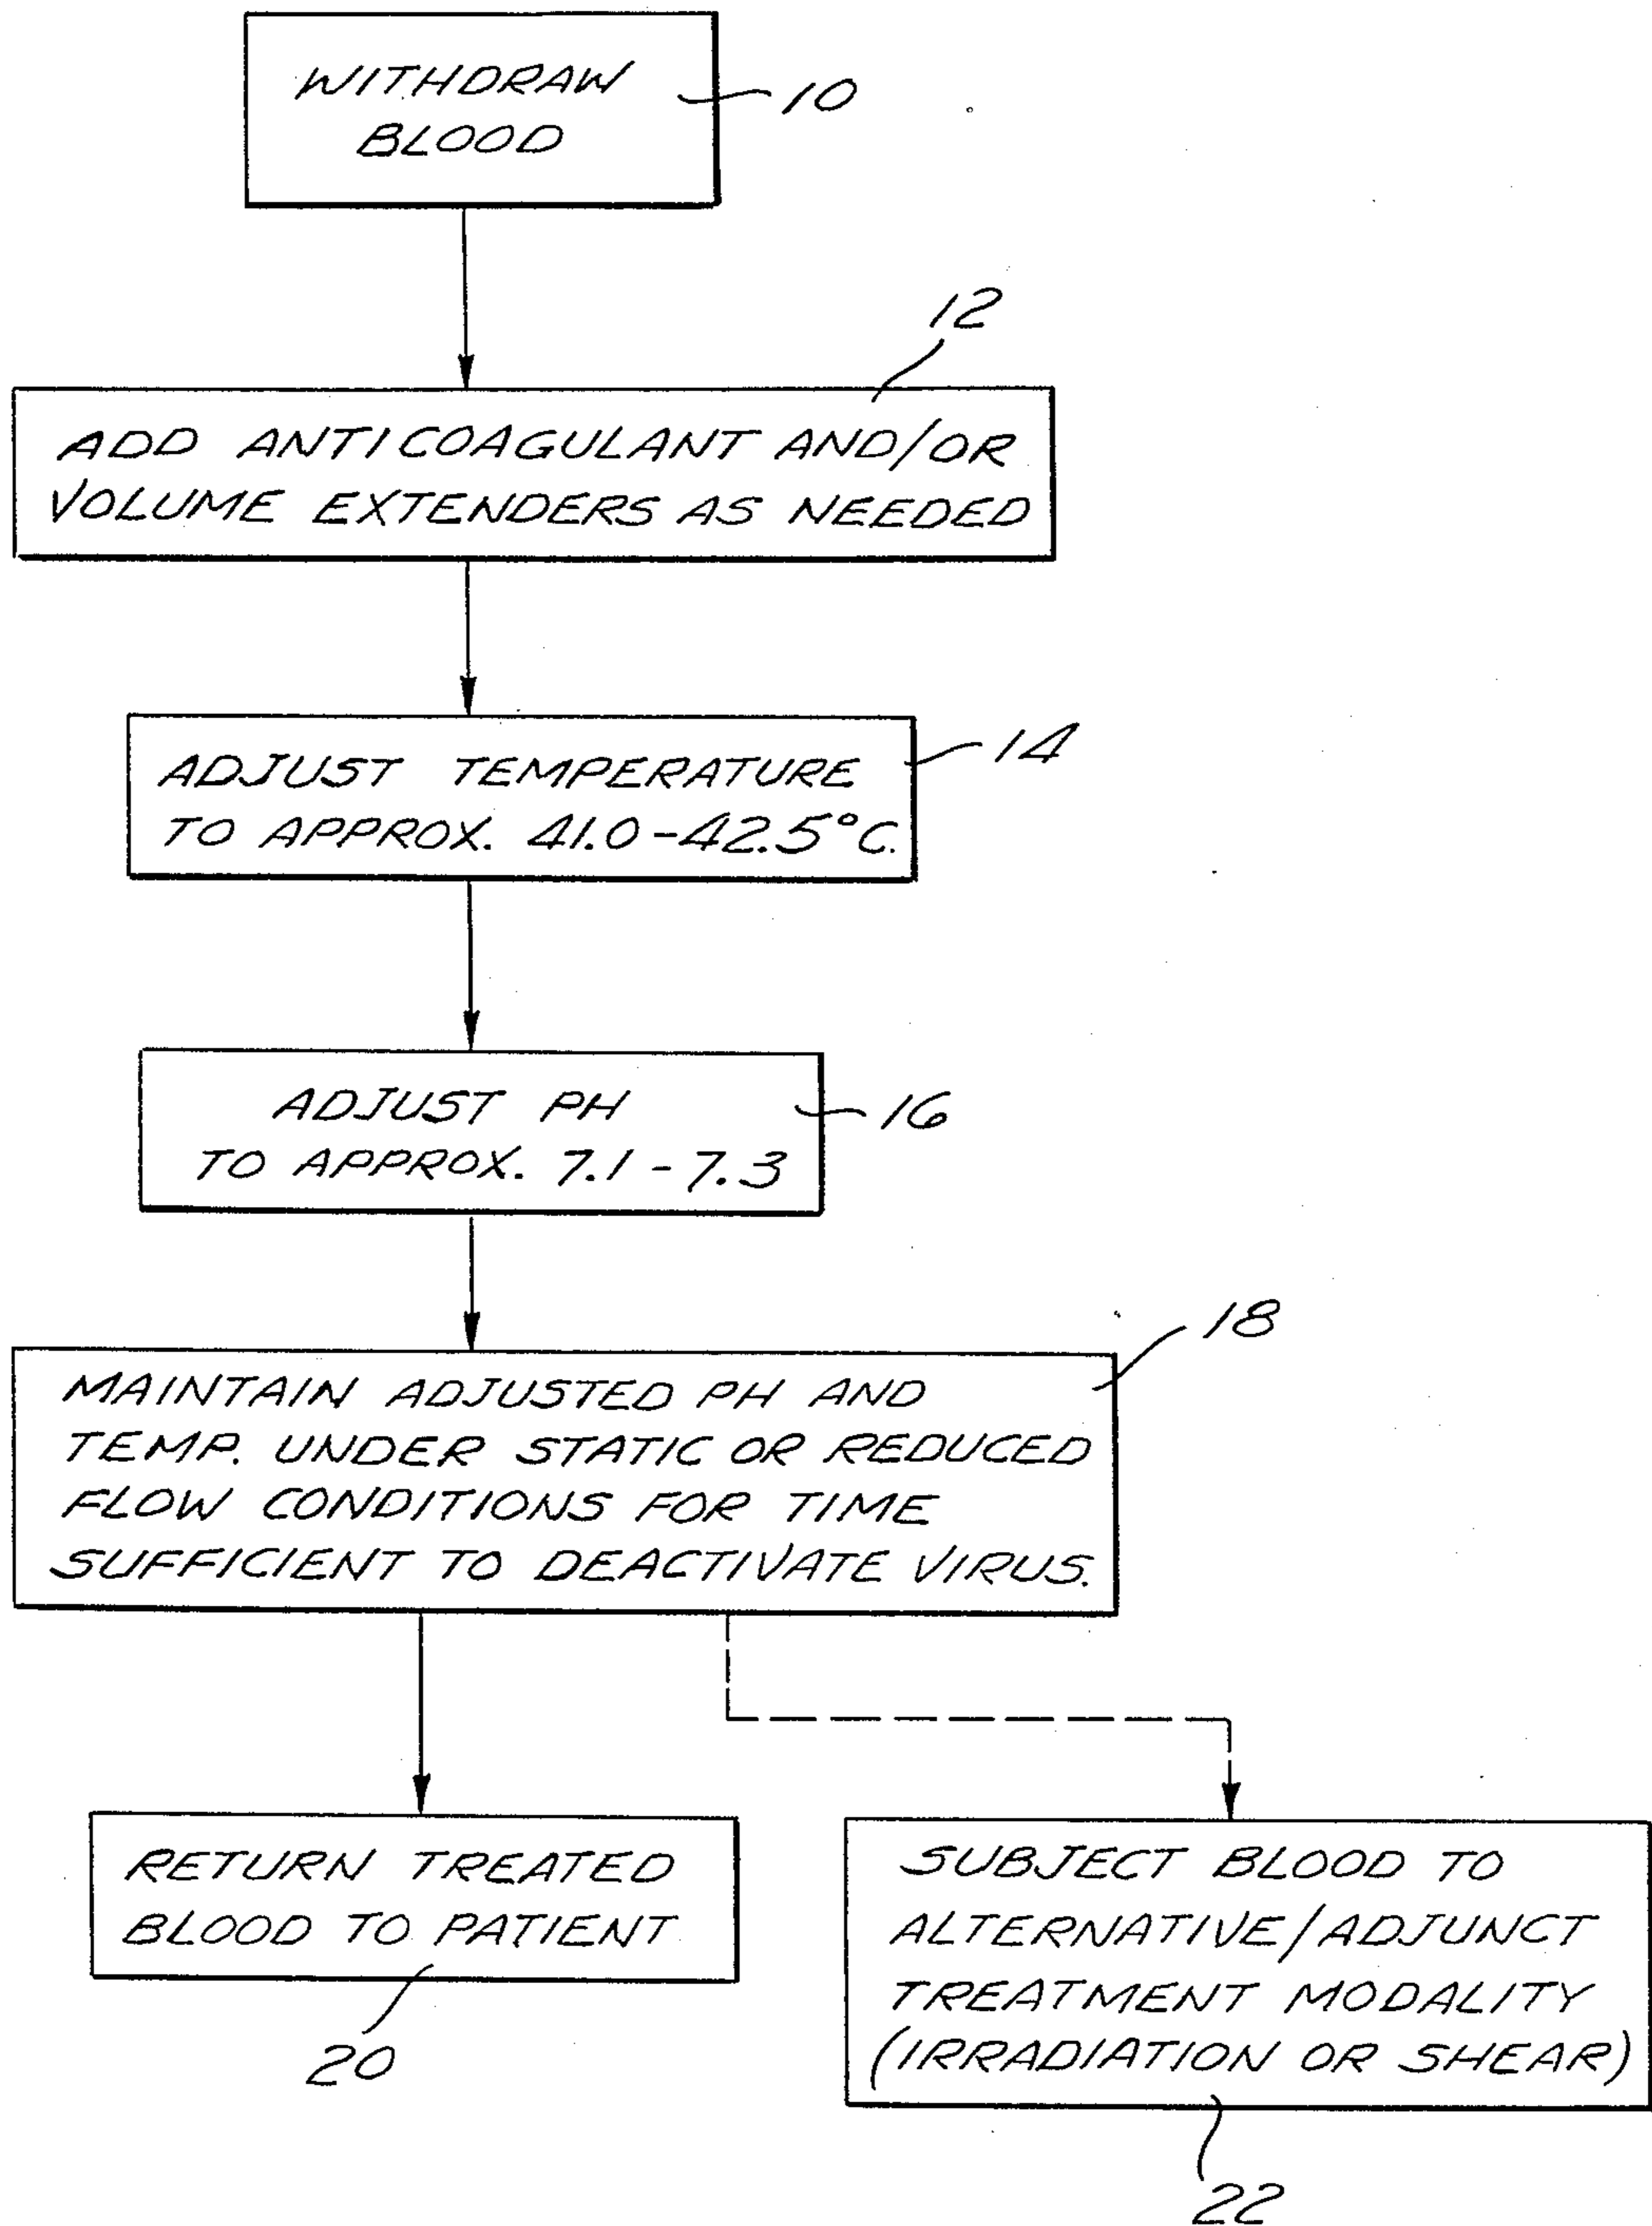 WITHDRAW
BLOOD
10
12
ADD ANTICOAGULANT AND/OR
VOLUME EXTENDERS AS NEEDED
14
ADJUST TEMPERATURE
TO APPROX. 41.0-42.5°C.
ADJUST PH
TO APPROX. 7.1-7.3
16
18
MAINTAIN ADJUSTED PH AND
TEMP. UNDER STATIC OR REDUCED
FLOW CONDITIONS FOR TIME
SUFFICIENT TO DEACTIVATE VIRUS.
RETURN TREATED
BLOOD TO PATIENT
20
SUBJECT BLOOD TO
ALTERNATIVE/ADJUNCT
TREATMENT MODALITY
(IRRADIATION OR SHEAR)
22